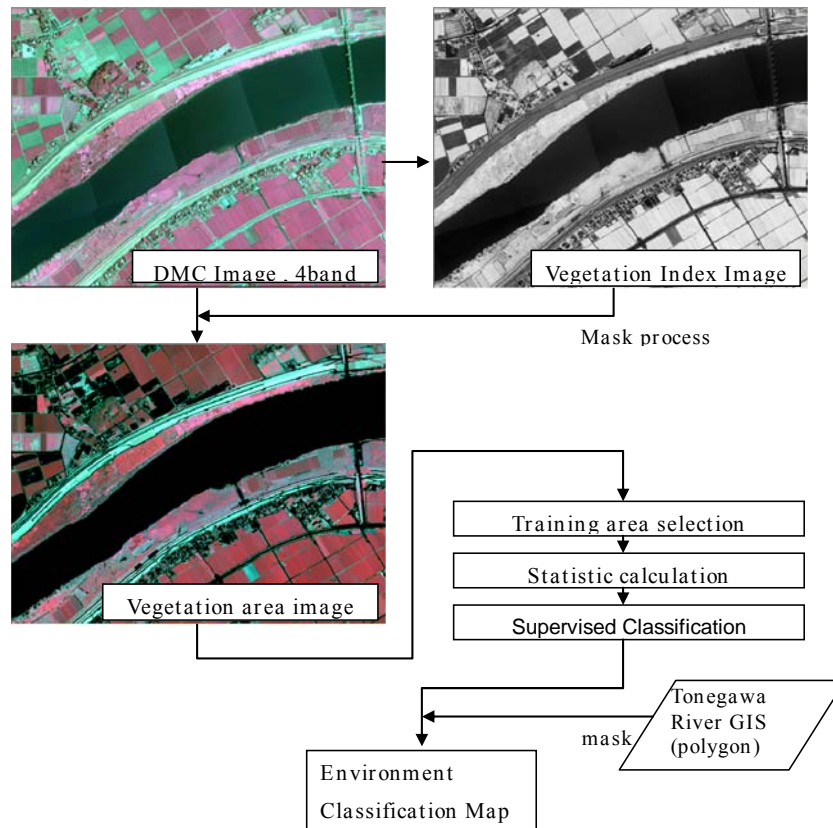 DMC Image . 4band
Vegetation Index Image
Mask process
Vegetation area image
Training area selection
Statistic calculation
Supervised Classification
Tonegawa
River GIS
(polygon)
mask
Environment
Classification Map